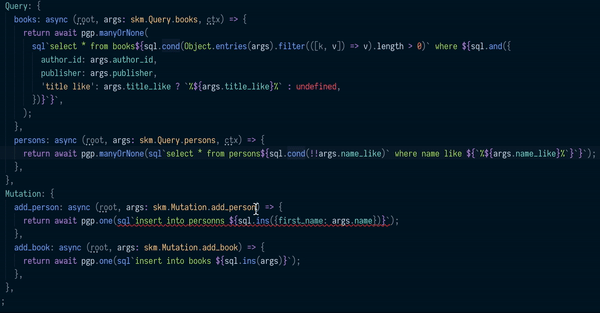 Query: {
books: async (root, args: skm.Query.books, ctx) => {
return await pgp.manyOrNone(
sql`select * from books${sql.cond(Object.entries(args).filter(([k, v]) => v).length > 0)` where ${sql.and({
author_id: args.author_id,
publisher: args.publisher,
'title like': args.title_like ? `%${args.title_like}%` : undefined,
})}`}`,
);
},
persons: async (root, args: skm.Query.persons, ctx) => {
return await pgp.manyOrNone(sql`select * from persons${sql.cond(!!args.name_like)` where name like ${`%${args.name_like}%`}`}`);
},
},
Mutation: {
add_person: async (root, args: skm.Mutation.add_person) => {
return await pgp.one(sql`insert into personns ${sql.ins({first_name: args.name})}`);
},
add_book: async (root, args: skm.Mutation.add_book) => {
return await pgp.one(sql`insert into books ${sql.ins(args)}`);
},
},
;